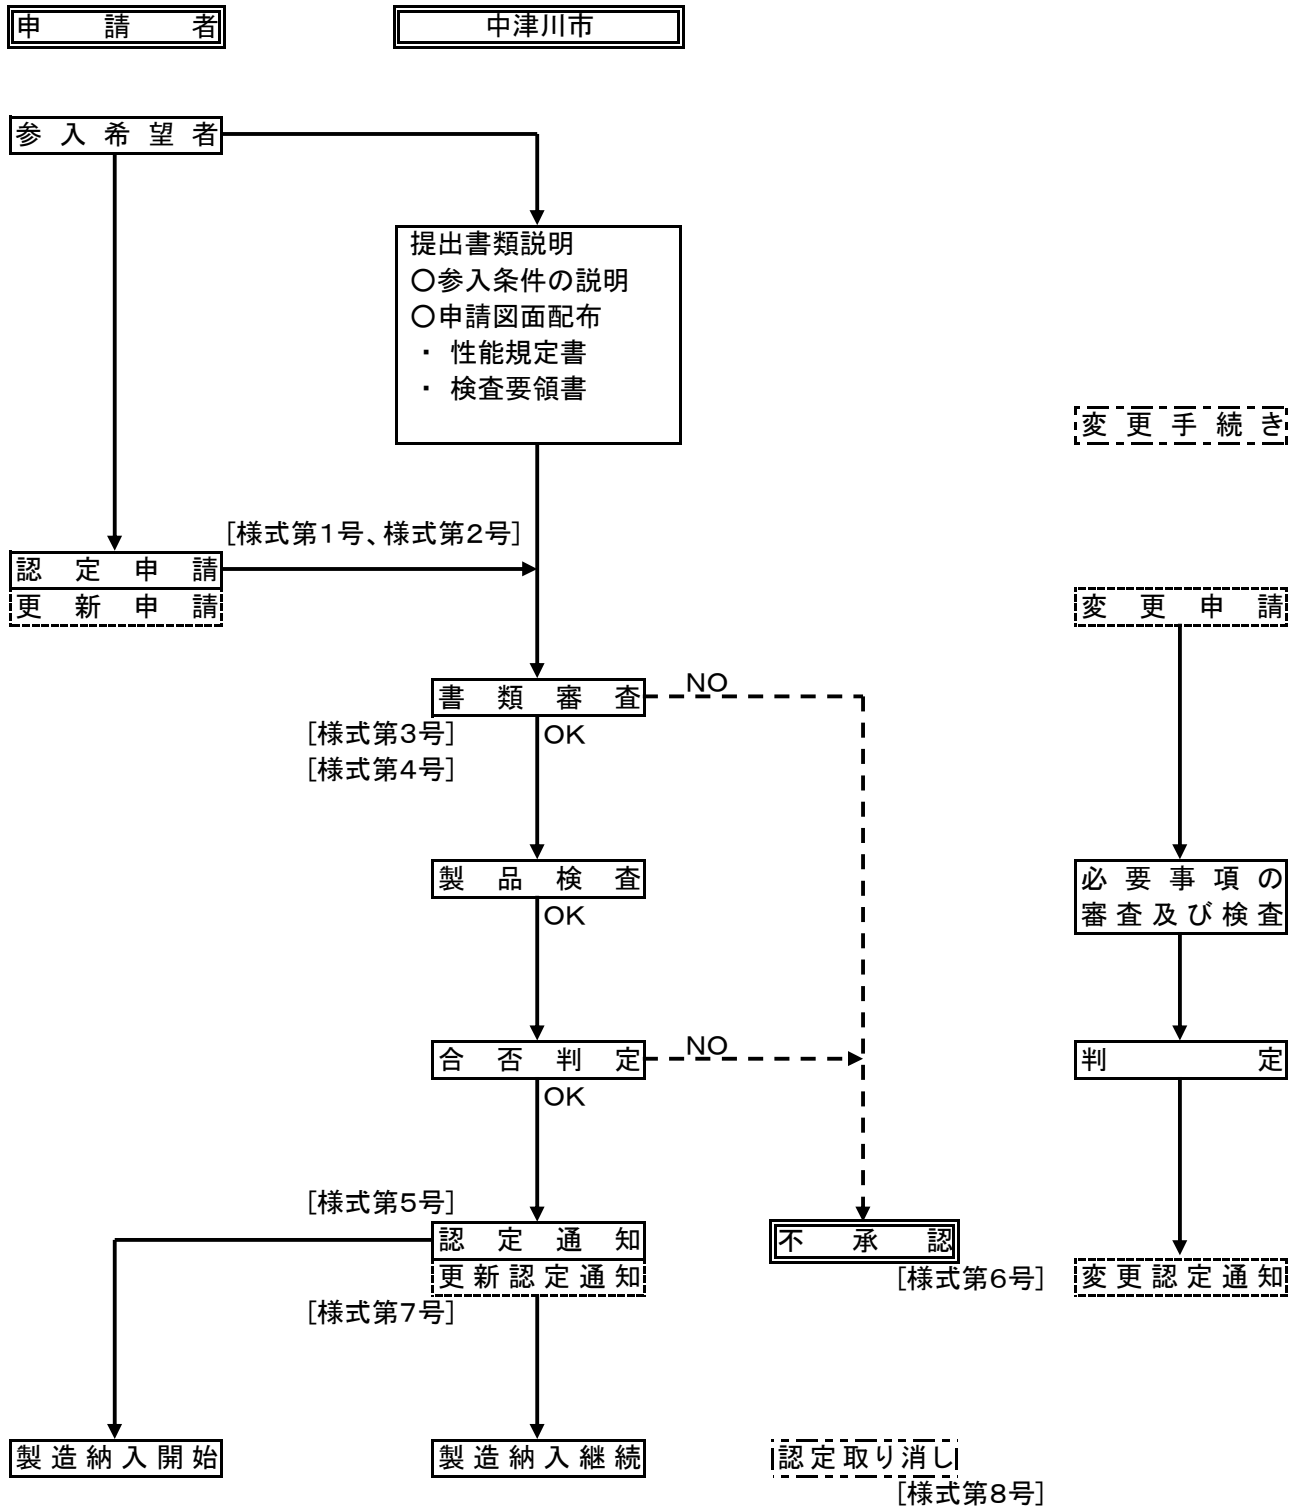 申請者
中津川市
参入希望者
提出書類説明
○参入条件の説明
○申請図面配布
・ 性能規定書
・ 検査要領書
変更手続き
[様式第1号、様式第2号]
認定申請
更新申請
変更申請
書類審査
NO
[様式第3号]
OK
[様式第4号]
製品検査
OK
必要事項の
審査及び検査
合否判定
NO
OK
判定
[様式第5号]
認定通知
更新認定通知
不承認
[様式第6号]
変更認定通知
[様式第7号]
製造納入開始
製造納入継続
認定取り消し
[様式第8号]